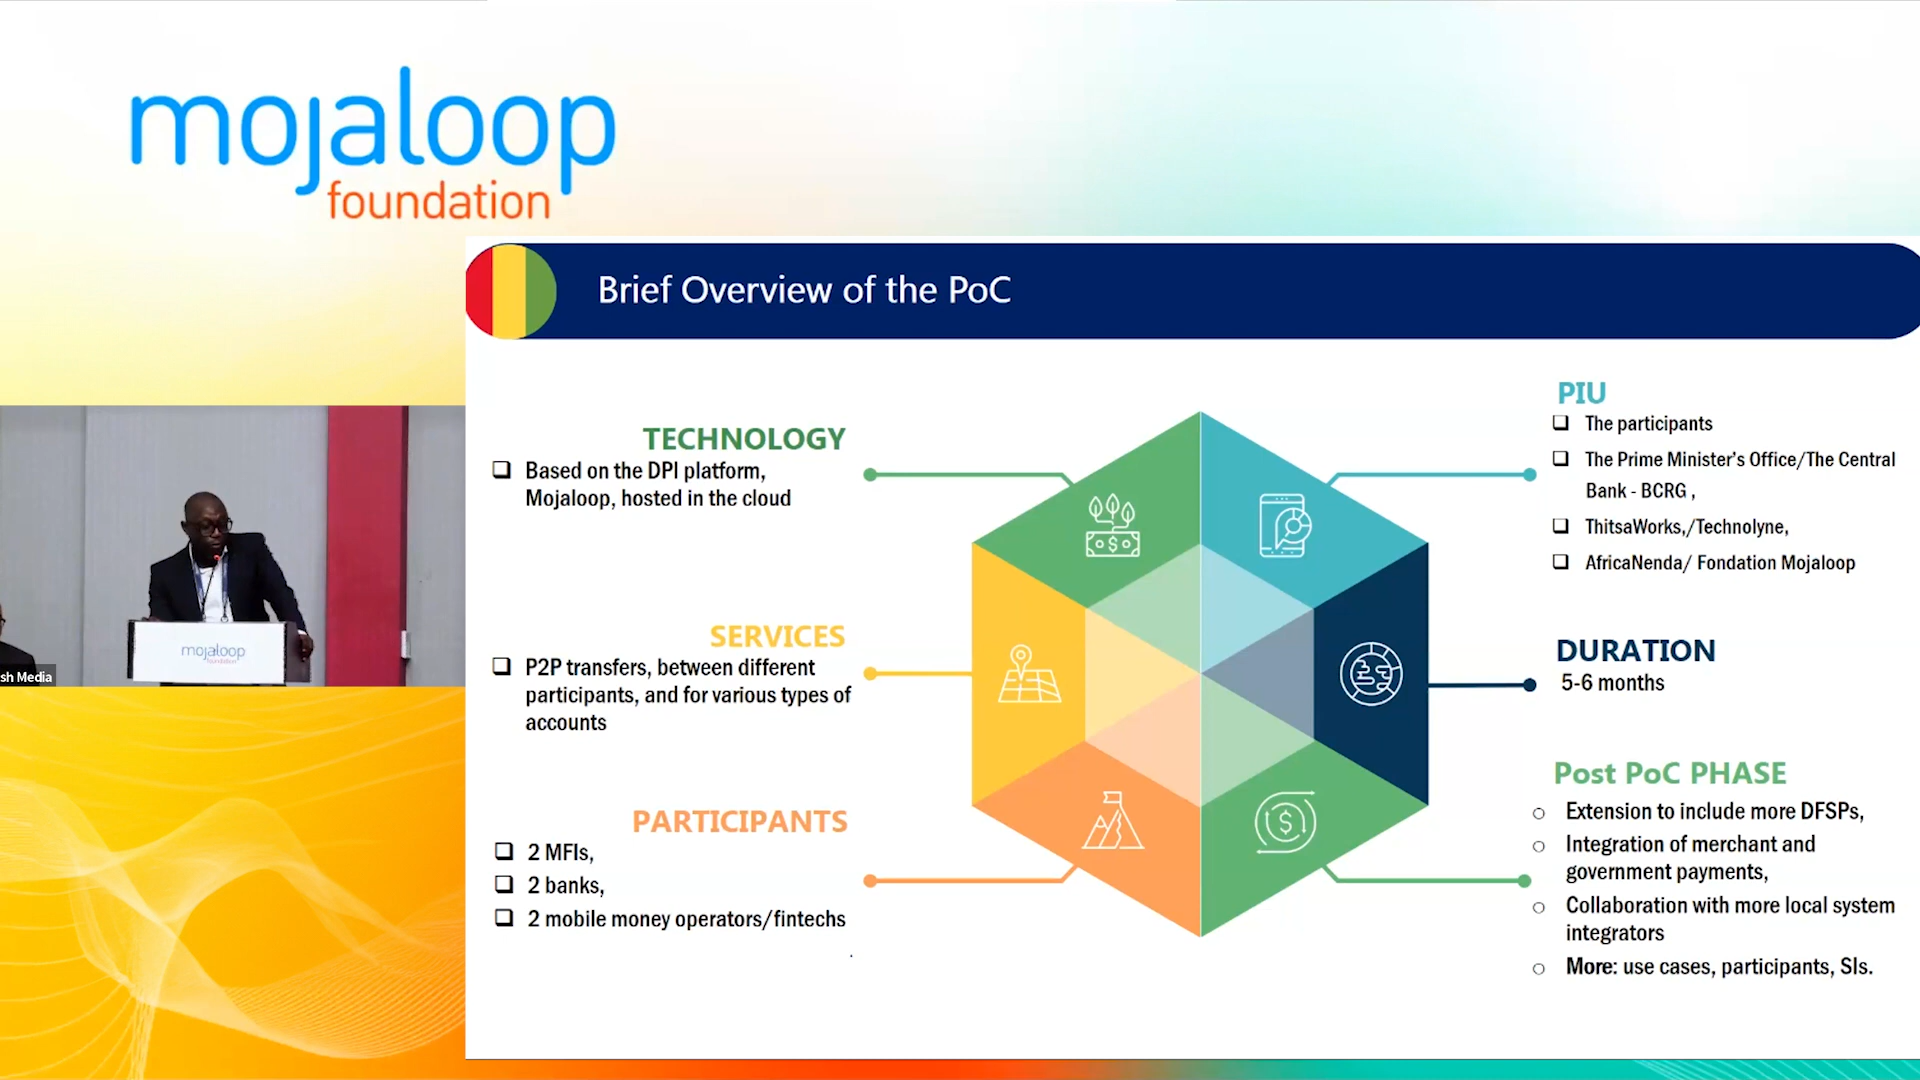 mojaloop
foundation
Brief Overview of the PoC
TECHNOLOGY
❑ Based on the DPI platform,
Mojaloop, hosted in the cloud
SERVICES
❑ P2P transfers, between different
participants, and for various types of
accounts
PARTICIPANTS
❑ 2 MFIs,
❑ 2 banks,
❑ 2 mobile money operators/fintechs
.
PIU
❑ The participants
❑ The Prime Minister's Office/The Central
Bank - BCRG ,
❑ ThitsaWorks,/Technolyne,
❑ AfricaNenda/ Fondation Mojaloop
DURATION
5-6 months
Post PoC PHASE
○ Extension to include more DFSPs,
○ Integration of merchant and
government payments,
○ Collaboration with more local system
integrators
○ More: use cases, participants, SIs.
mojaloop
foundation
sh Media